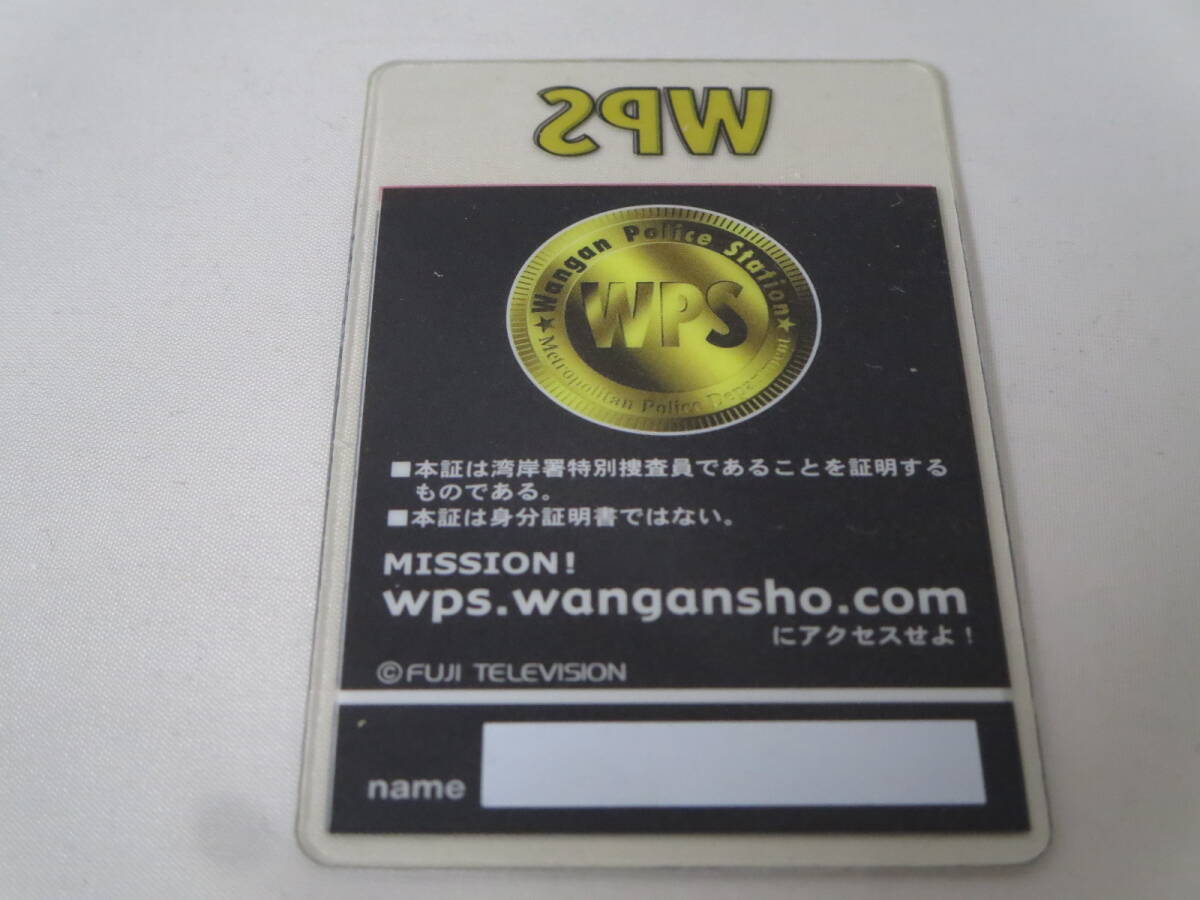 WPS
★Wangan Police Station★
WPS
Metropolitan Police Department
■本証は湾岸署特別捜査員であることを証明する
ものである。
■本証は身分証明書ではない。
MISSION!
wps.wangansho.com
にアクセスせよ!
©FUJI TELEVISION
name